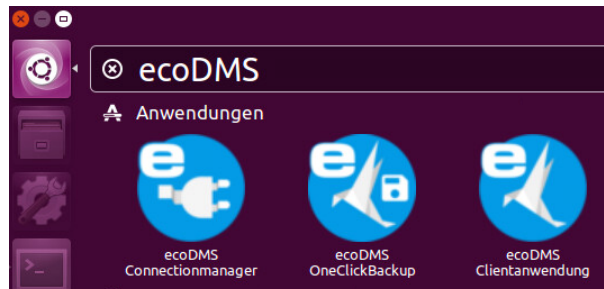 ecoDMS
Anwendungen
e
e
e
ecoDMS
Connectionmanager
ecoDMS
OneClickBackup
ecoDMS
Clientanwendung
>_